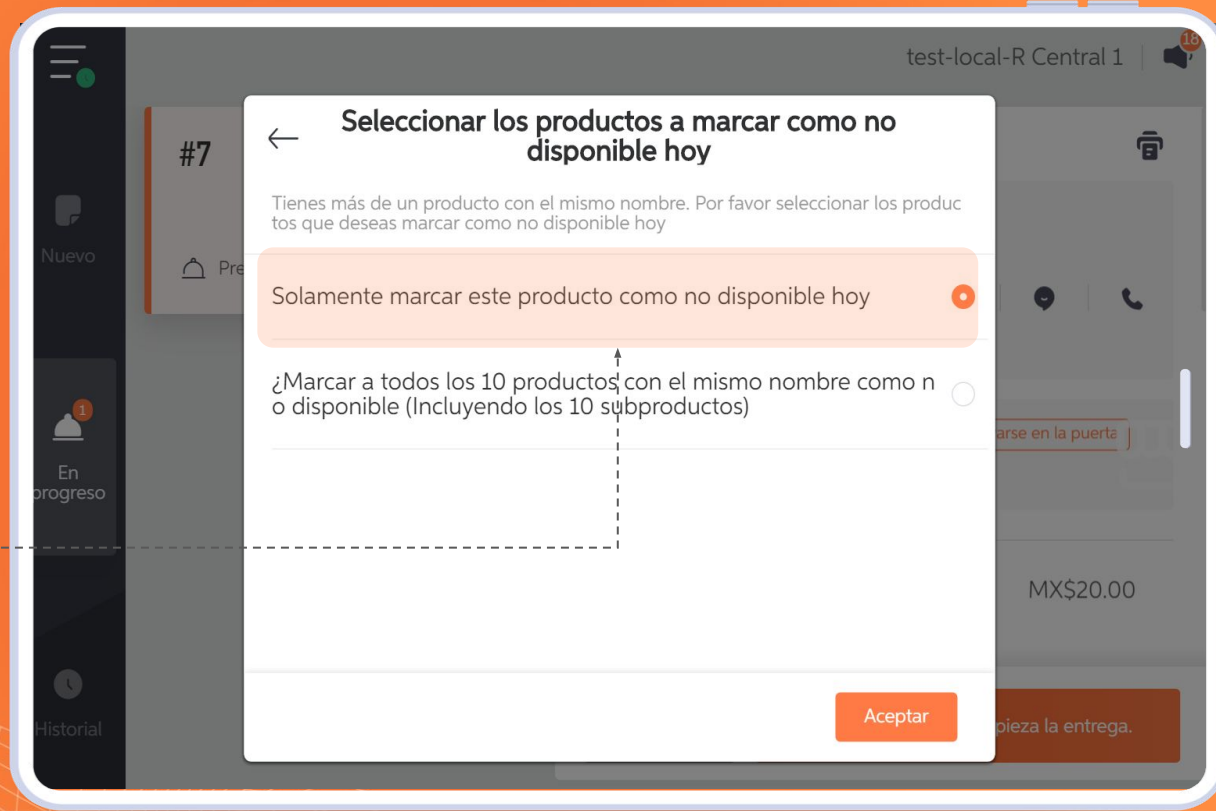 test-local-R Central 1
18
#7
Seleccionar los productos a marcar como no
disponible hoy
Tienes más de un producto con el mismo nombre. Por favor seleccionar los produc
tos que deseas marcar como no disponible hoy
Nuevo
Pre
Solamente marcar este producto como no disponible hoy
¿Marcar a todos los 10 productos con el mismo nombre como n
o disponible (Incluyendo los 10 subproductos)
1
arse en la puerta
En
progreso
MX$20.00
Historial
Aceptar
pieza la entrega.